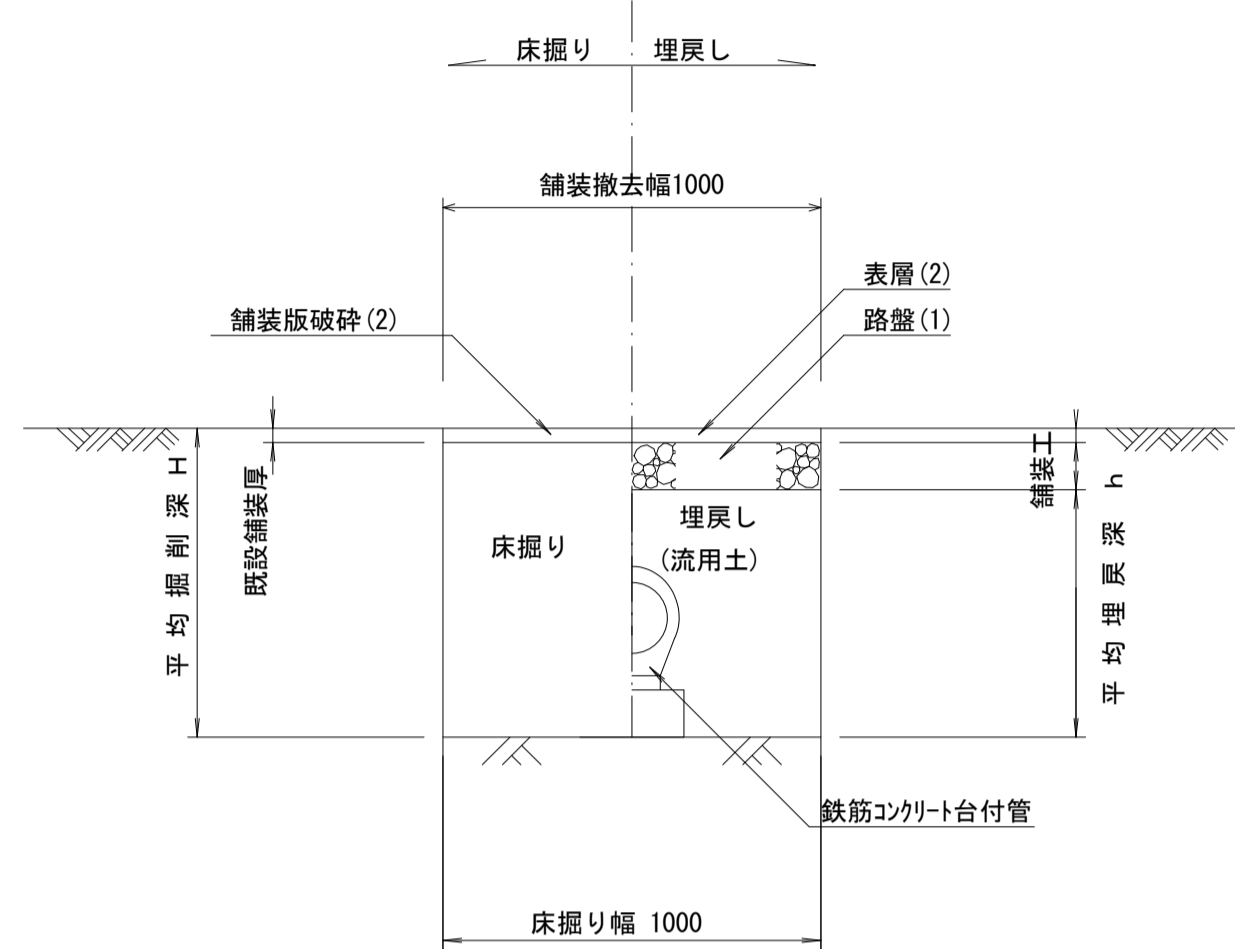 床掘り 埋戻し
舗装撤去幅1000
表層(2)
舗装版破砕(2)
路盤(1)
平均掘削深 H
既設舗装厚
床掘り
埋戻し
(流用土)
舗装工
平均埋戻深 h
鉄筋コンクリート台付管
床掘り幅 1000